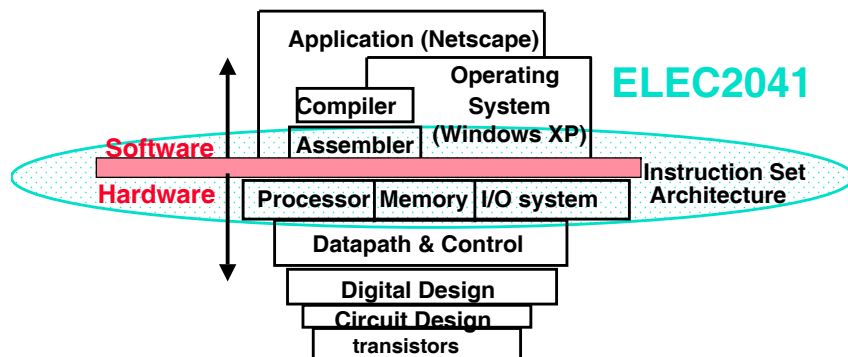 Application (Netscape)
Operating
System
(Windows XP)
ELEC2041
Compiler
Assembler
Software
Hardware
Instruction Set
Architecture
Processor
Memory
I/O system
Datapath & Control
Digital Design
Circuit Design
transistors